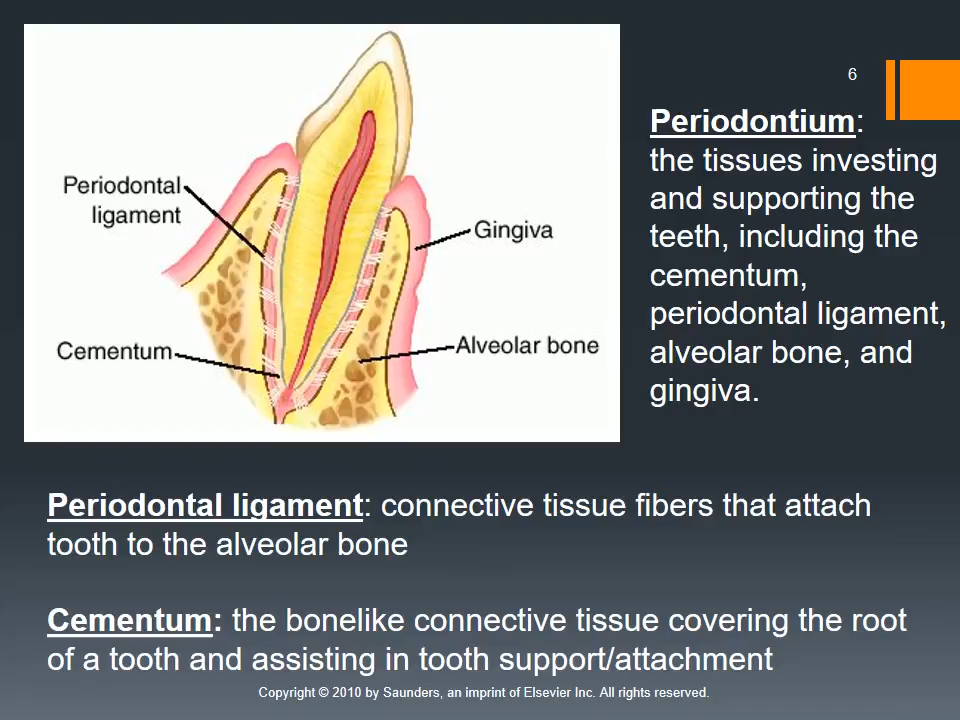 6
Periodontium:
the tissues investing
and supporting the
teeth, including the
cementum,
periodontal ligament,
alveolar bone, and
gingiva.
Periodontal
ligament
Gingiva
Cementum
Alveolar bone
Periodontal ligament: connective tissue fibers that attach
tooth to the alveolar bone
Cementum: the bonelike connective tissue covering the root
of a tooth and assisting in tooth support/attachment
Copyright © 2010 by Saunders, an imprint of Elsevier Inc. All rights reserved.